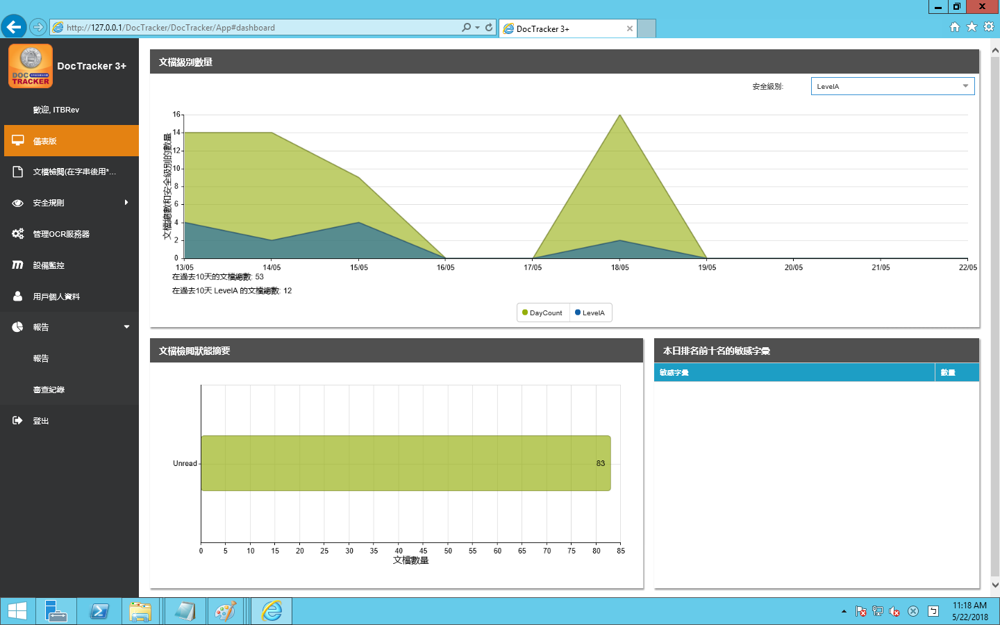 http://127.0.0.1/DocTracker/DocTracker/App#dashboard
DocTracker 3+
DOC
TRACKER
DocTracker 3+
歡迎, ITBRev
儀表版
文檔檢閱(在字串後用*...
安全規則
管理OCR服務器
設備監控
用戶個人資料
報告
報告
審查紀錄
登出
文檔級別數量
安全級別:
LevelA
文檔總數和安全級別的數量
16
14
12
10
8
6
4
2
0
13/05 14/05 15/05 16/05 17/05 18/05 19/05 20/05 21/05 22/05
在過去10天的文檔總數: 53
在過去10天 LevelA 的文檔總數: 12
DayCount LevelA
文檔檢閱狀態摘要
Unread
83
0 5 10 15 20 25 30 35 40 45 50 55 60 65 70 75 80 85
文檔數量
本日排名前十名的敏感字彙
敏感字彙 數量
11:18 AM
5/22/2018